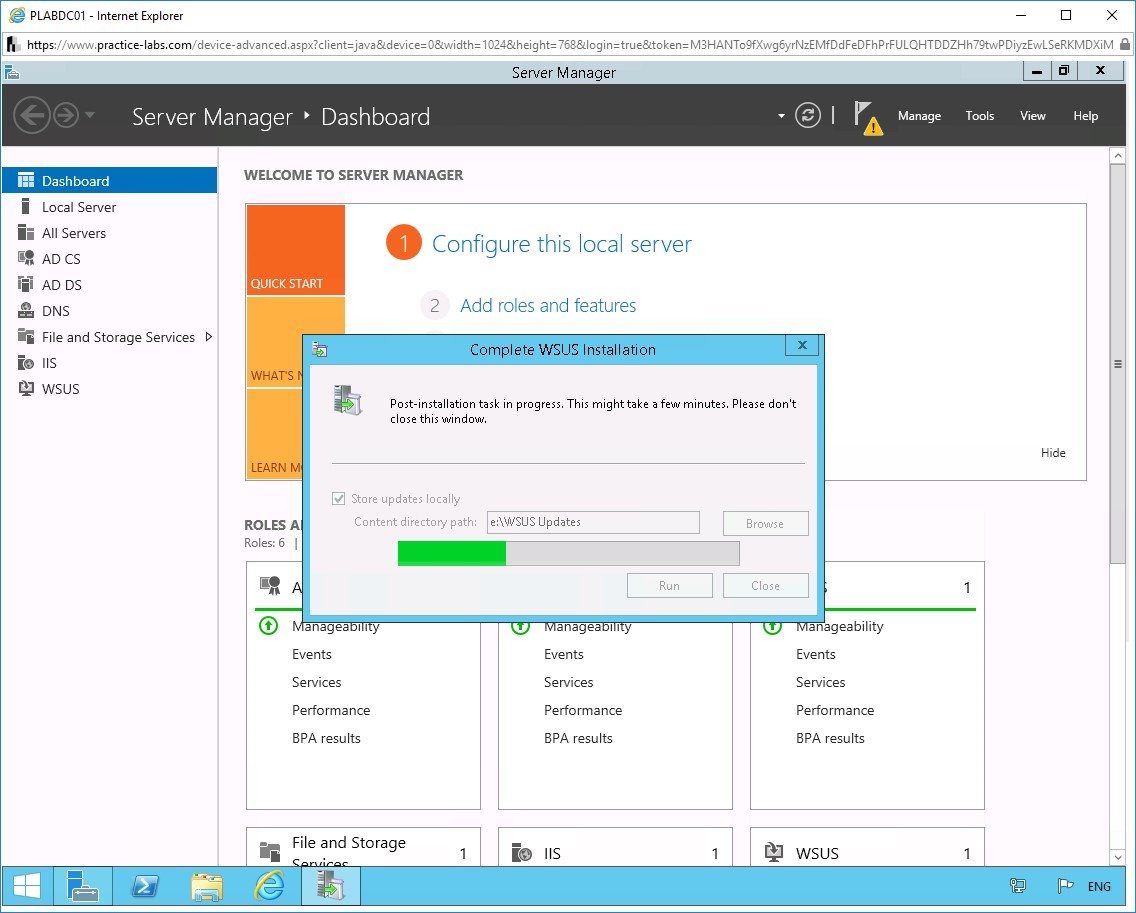 PLABDC01 - Internet Explorer
https://www.practice-labs.com/device-advanced.aspx?client=java&device=0&width=1024&height=768&login=true&token=M3HANTo9fXwg6yrNzEMfDdFeDFhPrFULQHTDDZHh79twPDiyzEwLSeRKMDXiM
Server Manager
Server Manager Dashboard
Manage Tools View Help
Dashboard
Local Server
All Servers
AD CS
AD DS
DNS
File and Storage Services
IIS
WSUS
WELCOME TO SERVER MANAGER
QUICK START
1 Configure this local server
2 Add roles and features
WHAT'S N
LEARN MO
Hide
Complete WSUS Installation
Post-installation task in progress. This might take a few minutes. Please don't
close this window.
Store updates locally
Content directory path: e:\WSUS Updates Browse
Run Close
ROLES A
Roles: 6 |
A
S 1
Manageability
Events
Services
Performance
BPA results
Manageability
Events
Services
Performance
BPA results
Manageability
Events
Services
Performance
BPA results
File and Storage 1
Services
IIS 1
WSUS 1
ENG